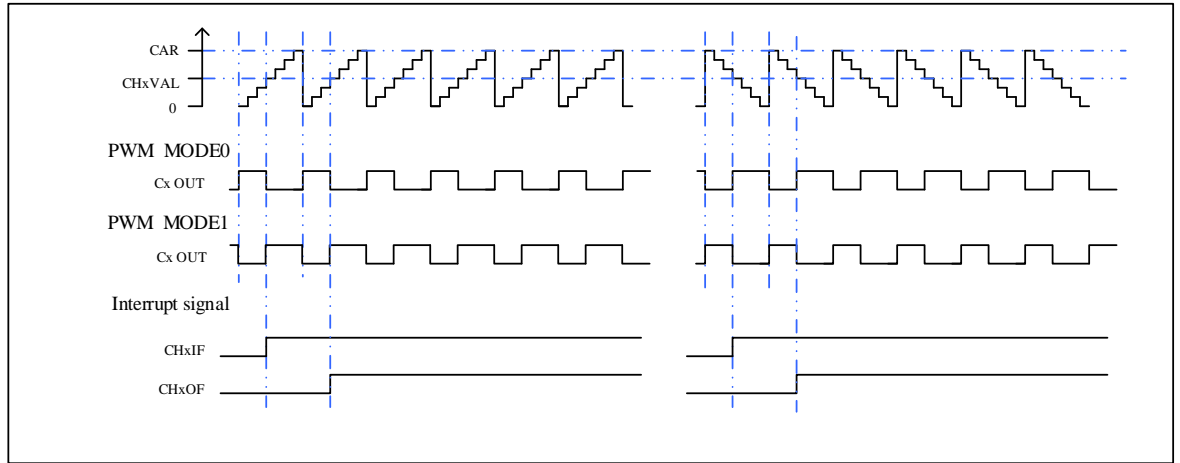 CAR
CHxVAL
0
PWM MODE0
Cx OUT
PWM MODE1
Cx OUT
Interrupt signal
CHxIF
CHxOF